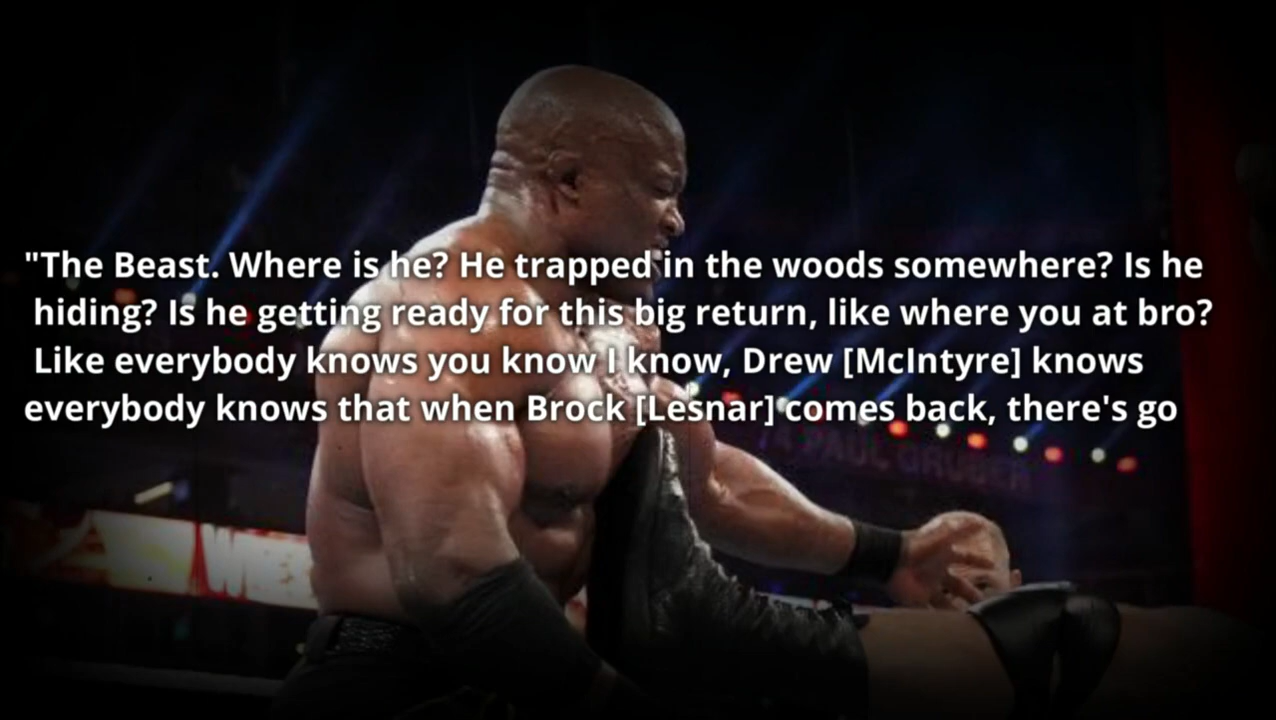 "The Beast. Where is he? He trapped in the woods somewhere? Is he
hiding? Is he getting ready for this big return, like where you at bro?
Like everybody knows you know I know, Drew [McIntyre] knows
everybody knows that when Brock [Lesnar] comes back, there's go
PAUL GRUBER